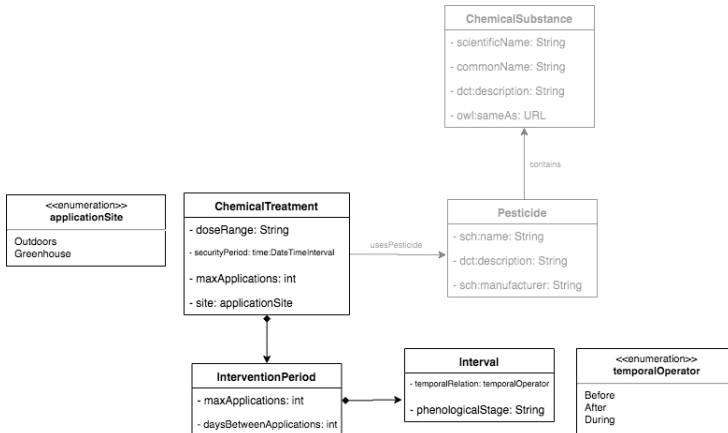 ChemicalSubstance
- scientificName: String
- commonName: String
- dct:description: String
- owl:sameAs: URL
contains
<<enumeration>>
applicationSite
Outdoors
Greenhouse
ChemicalTreatment
- doseRange: String
- securityPeriod: time:DateTimeInterval
- maxApplications: int
- site: applicationSite
usesPesticide
Pesticide
- sch:name: String
- dct:description: String
- sch:manufacturer: String
InterventionPeriod
- maxApplications: int
- daysBetweenApplications: int
Interval
- temporalRelation: temporalOperator
- phenologicalStage: String
<<enumeration>>
temporalOperator
Before
After
During